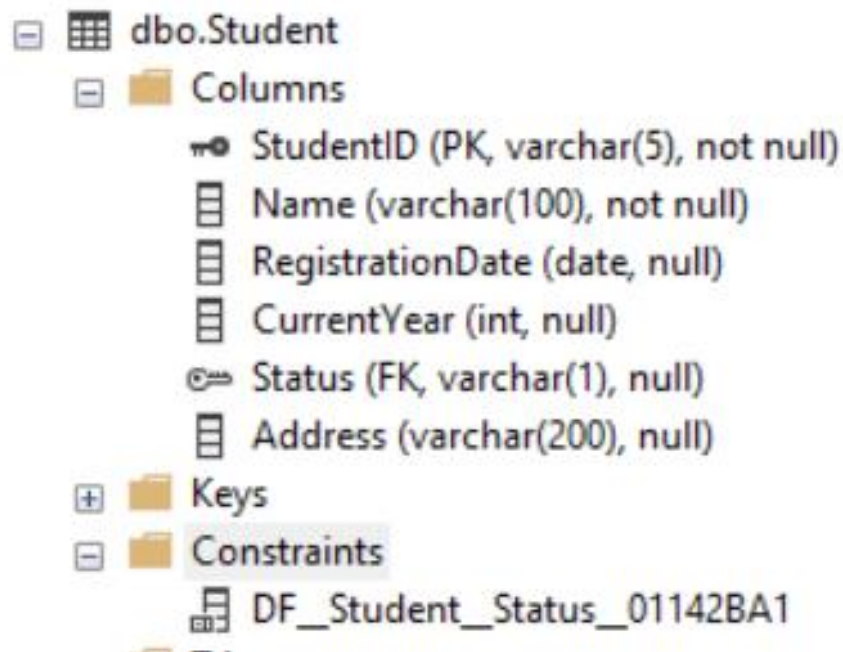 dbo.Student
Columns
StudentID (PK, varchar(5), not null)
Name (varchar(100), not null)
RegistrationDate (date, null)
CurrentYear (int, null)
Status (FK, varchar(1), null)
Address (varchar(200), null)
Keys
Constraints
DF__Student__Status__01142BA1